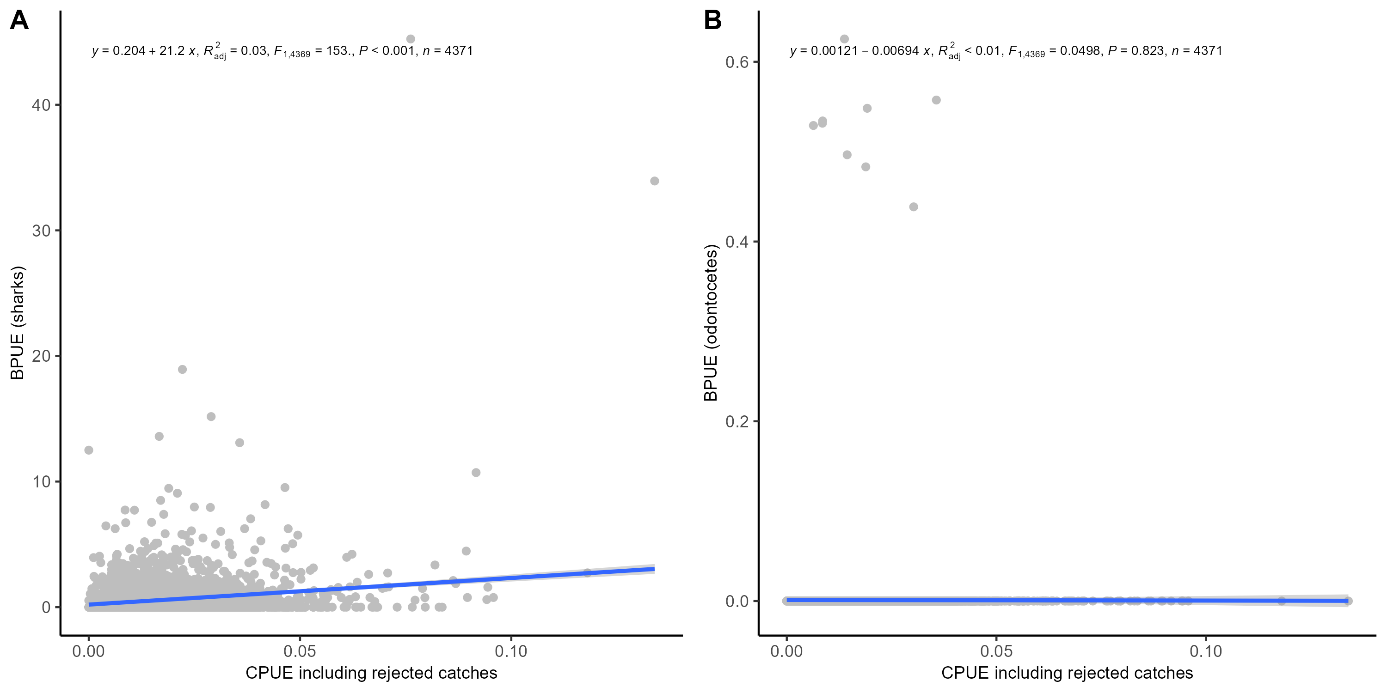 A
y = 0.204 + 21.2 x, R²adj = 0.03, F1,4369 = 153., P < 0.001, n = 4371
40
30
20
10
0
BPUE (sharks)
0.00 0.05 0.10
CPUE including rejected catches
B
y = 0.00121 − 0.00694 x, R²adj < 0.01, F1,4369 = 0.0498, P = 0.823, n = 4371
0.6
0.4
0.2
0.0
BPUE (odontocetes)
0.00 0.05 0.10
CPUE including rejected catches